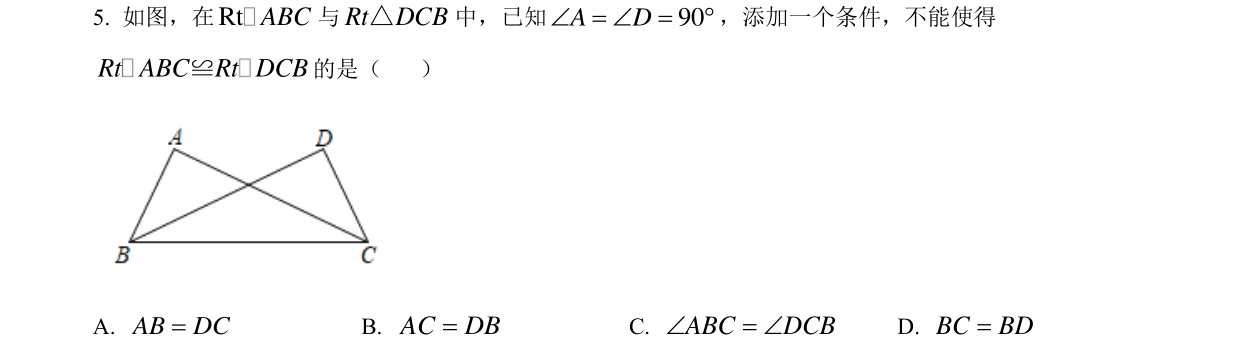 5. 如图，在Rt□ABC与Rt△DCB中，已知∠A=∠D=90°，添加一个条件，不能使得
Rt□ABC≌Rt□DCB的是（　　）
A D
B C
A. AB=DC B. AC=DB C. ∠ABC=∠DCB D. BC=BD